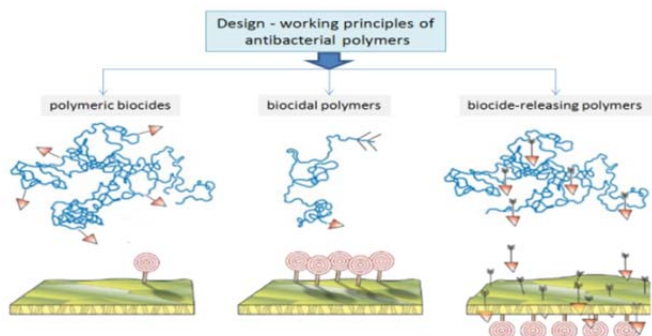 Design - working principles of
antibacterial polymers
polymeric biocides
biocidal polymers
biocide-releasing polymers